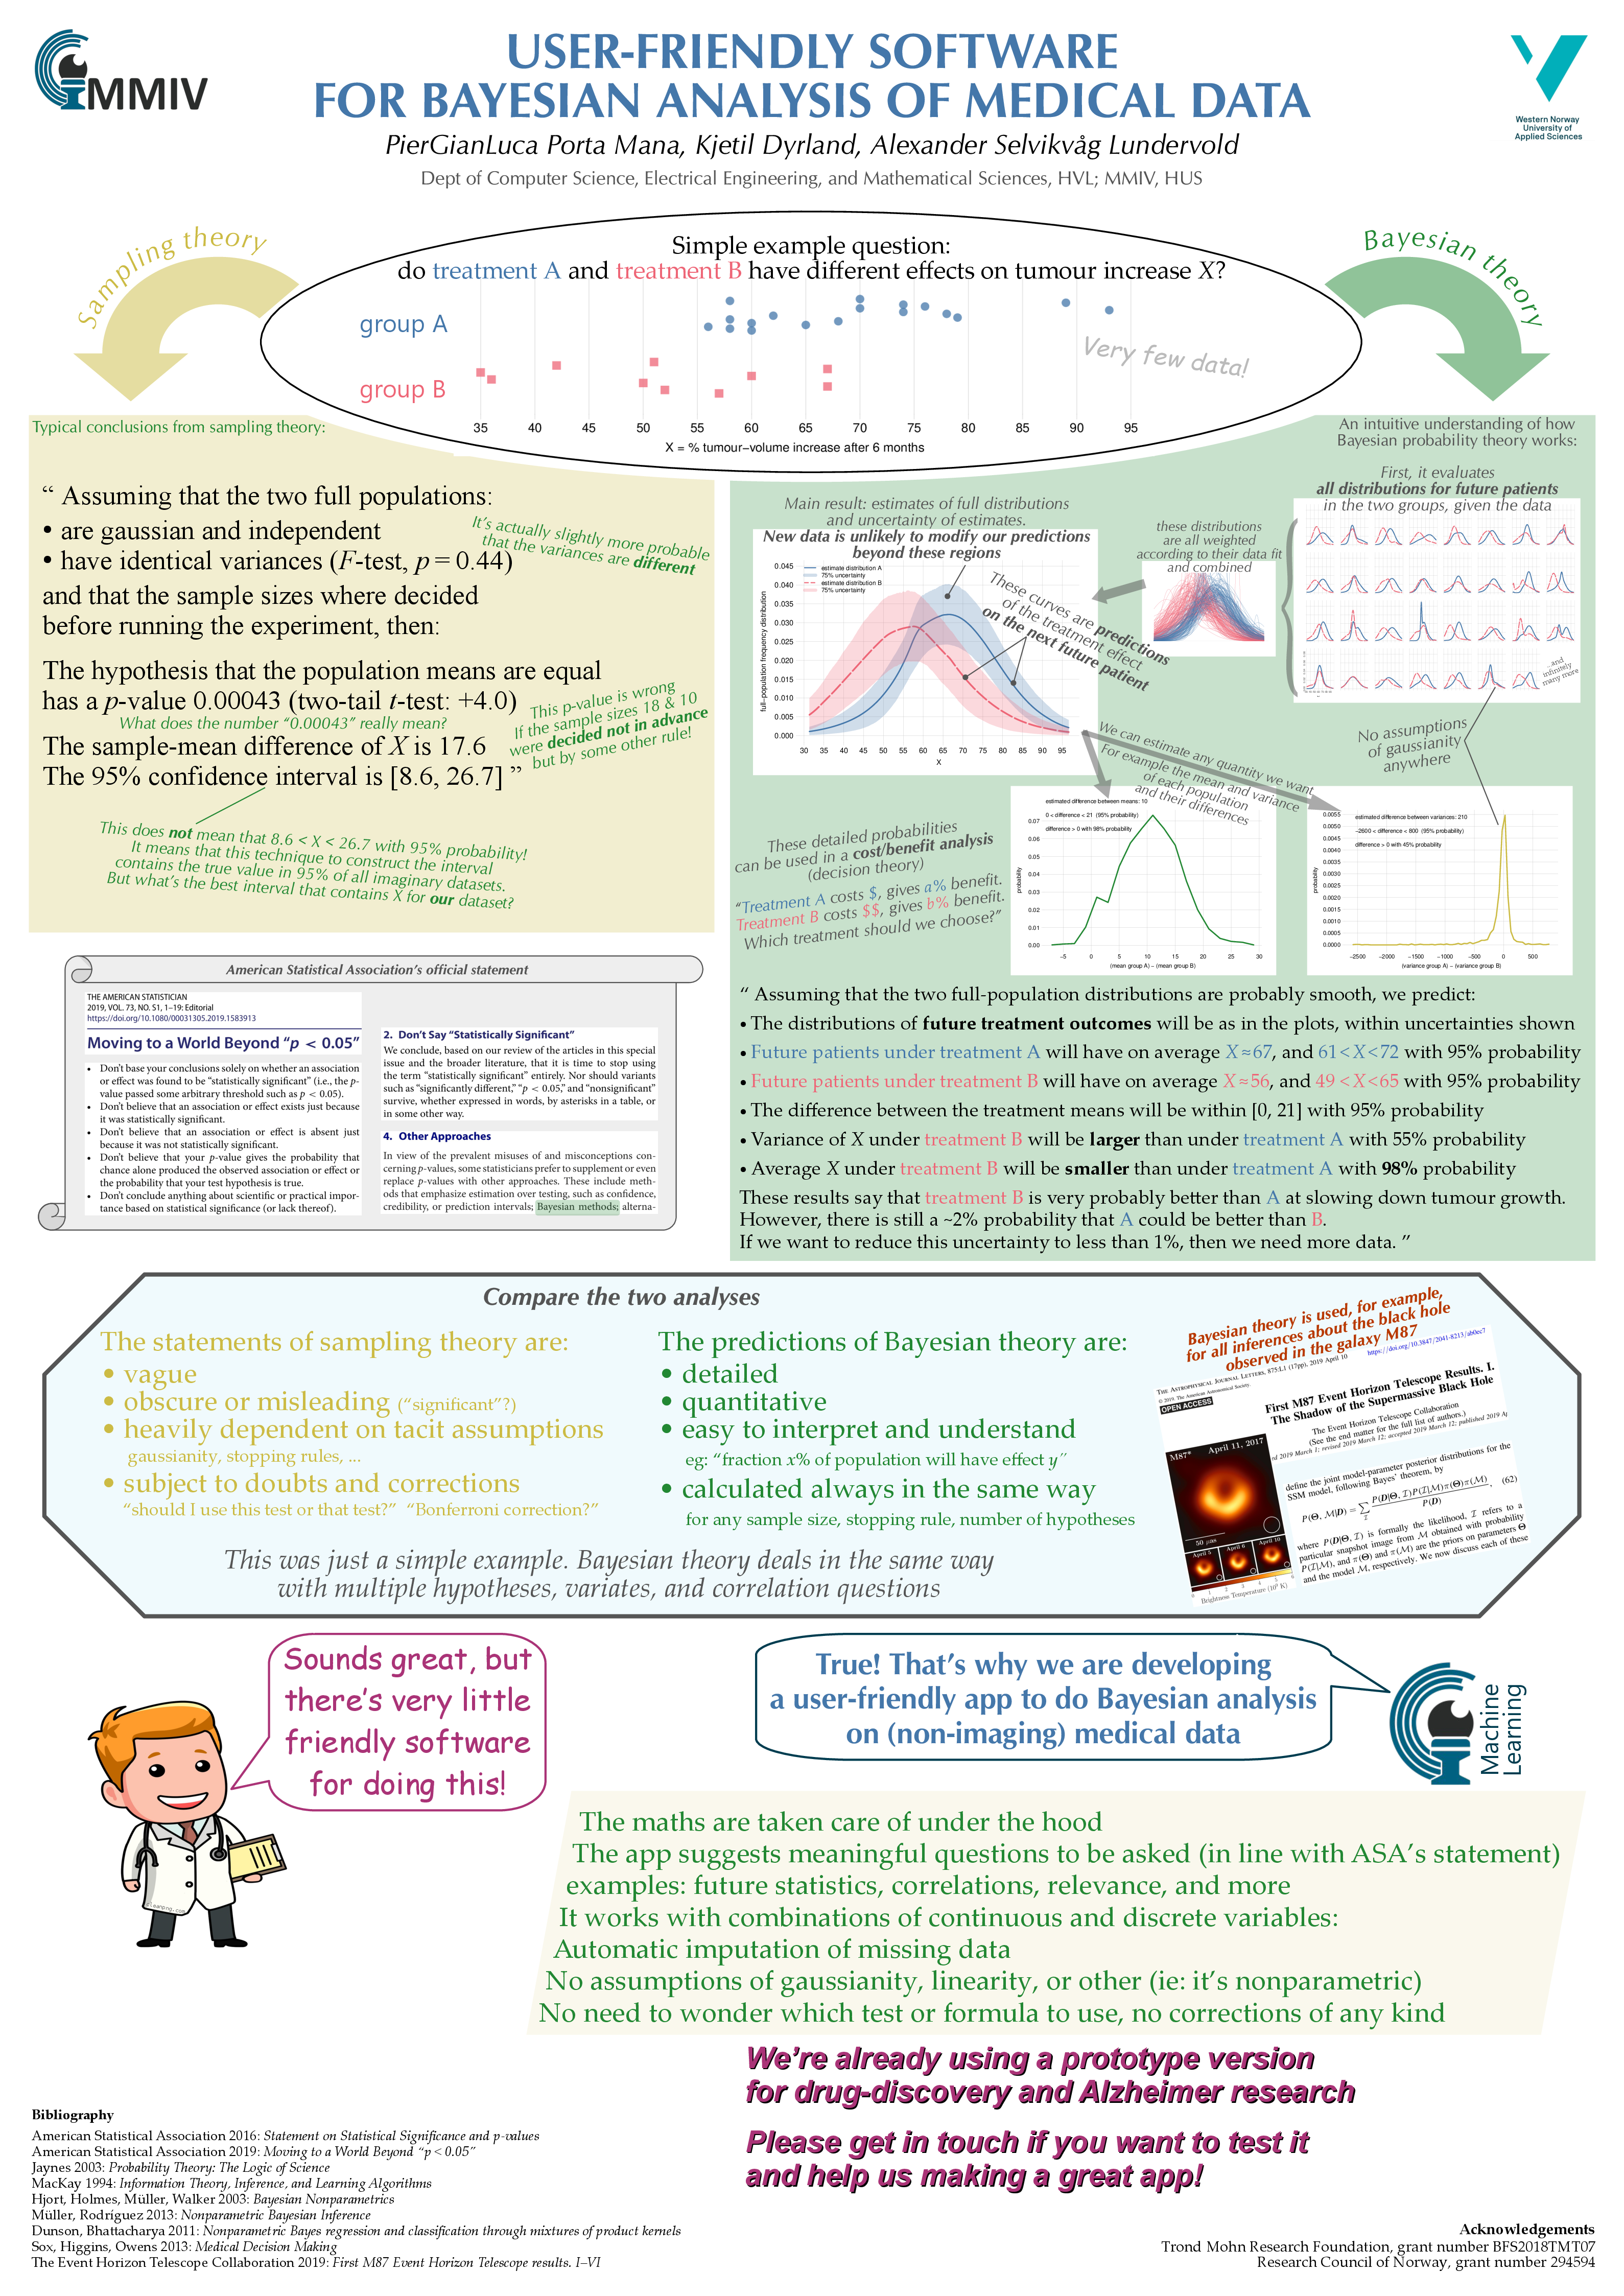 MMIV
USER-FRIENDLY SOFTWARE
FOR BAYESIAN ANALYSIS OF MEDICAL DATA
PierGianLuca Porta Mana, Kjetil Dyrland, Alexander Selvikvåg Lundervold
Dept of Computer Science, Electrical Engineering, and Mathematical Sciences, HVL; MMIV, HUS
Western Norway
University of
Applied Sciences
Sampling theory
Bayesian theory
Simple example question:
do treatment A and treatment B have different effects on tumour increase X?
group A
group B
Very few data!
35 40 45 50 55 60 65 70 75 80 85 90 95
X = % tumour−volume increase after 6 months
Typical conclusions from sampling theory:
“ Assuming that the two full populations:
• are gaussian and independent
• have identical variances (F-test, p = 0.44)
It’s actually slightly more probable
that the variances are different
and that the sample sizes where decided
before running the experiment, then:
The hypothesis that the population means are equal
has a p-value 0.00043 (two-tail t-test: +4.0)
What does the number “0.00043” really mean?
This p-value is wrong
If the sample sizes 18 & 10
were decided not in advance
but by some other rule!
The sample-mean difference of X is 17.6
The 95% confidence interval is [8.6, 26.7] ”
This does not mean that 8.6 < X < 26.7 with 95% probability!
It means that this technique to construct the interval
contains the true value in 95% of all imaginary datasets.
But what’s the best interval that contains X for our dataset?
American Statistical Association’s official statement
THE AMERICAN STATISTICIAN
2019, VOL. 73, NO. S1, 1–19: Editorial
https://doi.org/10.1080/00031305.2019.1583913
Moving to a World Beyond “p < 0.05”
• Don’t base your conclusions solely on whether an association
or effect was found to be “statistically significant” (i.e., the p-
value passed some arbitrary threshold such as p < 0.05).
• Don’t believe that an association or effect exists just because
it was statistically significant.
• Don’t believe that an association or effect is absent just
because it was not statistically significant.
• Don’t believe that your p-value gives the probability that
chance alone produced the observed association or effect or
the probability that your test hypothesis is true.
• Don’t conclude anything about scientific or practical impor-
tance based on statistical significance (or lack thereof).
2. Don’t Say “Statistically Significant”
We conclude, based on our review of the articles in this special
issue and the broader literature, that it is time to stop using
the term “statistically significant” entirely. Nor should variants
such as “significantly different,” “p < 0.05,” and “nonsignificant”
survive, whether expressed in words, by asterisks in a table, or
in some other way.
4. Other Approaches
In view of the prevalent misuses of and misconceptions con-
cerning p-values, some statisticians prefer to supplement or even
replace p-values with other approaches. These include meth-
ods that emphasize estimation over testing, such as confidence,
credibility, or prediction intervals; Bayesian methods; alterna-
An intuitive understanding of how
Bayesian probability theory works:
First, it evaluates
all distributions for future patients
in the two groups, given the data
...and
infinitely
many more
these distributions
are all weighted
according to their data fit
and combined
Main result: estimates of full distributions
and uncertainty of estimates.
New data is unlikely to modify our predictions
beyond these regions
estimate distribution A
75% uncertainty
estimate distribution B
75% uncertainty
full−population frequency distribution
0.045
0.040
0.035
0.030
0.025
0.020
0.015
0.010
0.005
0.000
30 35 40 45 50 55 60 65 70 75 80 85 90 95
X
These curves are predictions
of the treatment effect
on the next future patient
No assumptions
of gaussianity
anywhere
We can estimate any quantity we want
For example the mean and variance
of each population
and their differences
estimated difference between means: 10
0 < difference < 21 (95% probability)
difference > 0 with 98% probability
probability
0.07
0.06
0.05
0.04
0.03
0.02
0.01
0.00
−5 0 5 10 15 20 25 30
(mean group A) − (mean group B)
estimated difference between variances: 210
−2600 < difference < 800 (95% probability)
difference > 0 with 45% probability
probability
0.0055
0.0050
0.0045
0.0040
0.0035
0.0030
0.0025
0.0020
0.0015
0.0010
0.0005
0.0000
−2500 −2000 −1500 −1000 −500 0 500
(variance group A) − (variance group B)
These detailed probabilities
can be used in a cost/benefit analysis
(decision theory)
“Treatment A costs $, gives a% benefit.
Treatment B costs $$, gives b% benefit.
Which treatment should we choose?”
“ Assuming that the two full-population distributions are probably smooth, we predict:
• The distributions of future treatment outcomes will be as in the plots, within uncertainties shown
• Future patients under treatment A will have on average X≈67, and 61<X<72 with 95% probability
• Future patients under treatment B will have on average X≈56, and 49<X<65 with 95% probability
• The difference between the treatment means will be within [0, 21] with 95% probability
• Variance of X under treatment B will be larger than under treatment A with 55% probability
• Average X under treatment B will be smaller than under treatment A with 98% probability
These results say that treatment B is very probably better than A at slowing down tumour growth.
However, there is still a ~2% probability that A could be better than B.
If we want to reduce this uncertainty to less than 1%, then we need more data. ”
Compare the two analyses
The statements of sampling theory are:
• vague
• obscure or misleading (“significant”?)
• heavily dependent on tacit assumptions
gaussianity, stopping rules, ...
• subject to doubts and corrections
“should I use this test or that test?” “Bonferroni correction?”
The predictions of Bayesian theory are:
• detailed
• quantitative
• easy to interpret and understand
eg: “fraction x% of population will have effect y”
• calculated always in the same way
for any sample size, stopping rule, number of hypotheses
This was just a simple example. Bayesian theory deals in the same way
with multiple hypotheses, variates, and correlation questions
Bayesian theory is used, for example,
for all inferences about the black hole
observed in the galaxy M87
THE ASTROPHYSICAL JOURNAL LETTERS, 875:L1 (17pp), 2019 April 10
https://doi.org/10.3847/2041-8213/ab0ec7
© 2019. The American Astronomical Society.
OPEN ACCESS
First M87 Event Horizon Telescope Results. I.
The Shadow of the Supermassive Black Hole
The Event Horizon Telescope Collaboration
(See the end matter for the full list of authors.)
2019 March 1; revised 2019 March 12; accepted 2019 March 12; published 2019
M87* April 11, 2017
50 μas
April 5 April 6 April 10
0 1 2 3 4 5 6
Brightness Temperature (10⁹ K)
define the joint model-parameter posterior distributions for the
SSM model, following Bayes’ theorem, by
P(Θ, M|D) = Σ_I P(D|Θ, I)P(I|M)π(Θ)π(M) / P(D), (62)
where P(D|Θ, I) is formally the likelihood, I refers to a
particular snapshot image from M obtained with probability
P(I|M), and π(Θ) and π(M) are the priors on parameters Θ
and the model M, respectively. We now discuss each of these
Sounds great, but
there’s very little
friendly software
for doing this!
cleanpng.com
True! That’s why we are developing
a user-friendly app to do Bayesian analysis
on (non-imaging) medical data
Machine
Learning
The maths are taken care of under the hood
The app suggests meaningful questions to be asked (in line with ASA’s statement)
examples: future statistics, correlations, relevance, and more
It works with combinations of continuous and discrete variables:
Automatic imputation of missing data
No assumptions of gaussianity, linearity, or other (ie: it’s nonparametric)
No need to wonder which test or formula to use, no corrections of any kind
We’re already using a prototype version
for drug-discovery and Alzheimer research
Please get in touch if you want to test it
and help us making a great app!
Bibliography
American Statistical Association 2016: Statement on Statistical Significance and p-values
American Statistical Association 2019: Moving to a World Beyond “p < 0.05”
Jaynes 2003: Probability Theory: The Logic of Science
MacKay 1994: Information Theory, Inference, and Learning Algorithms
Hjort, Holmes, Müller, Walker 2003: Bayesian Nonparametrics
Müller, Rodríguez 2013: Nonparametric Bayesian Inference
Dunson, Bhattacharya 2011: Nonparametric Bayes regression and classification through mixtures of product kernels
Sox, Higgins, Owens 2013: Medical Decision Making
The Event Horizon Telescope Collaboration 2019: First M87 Event Horizon Telescope results. I–VI
Acknowledgements
Trond Mohn Research Foundation, grant number BFS2018TMT07
Research Council of Norway, grant number 294594